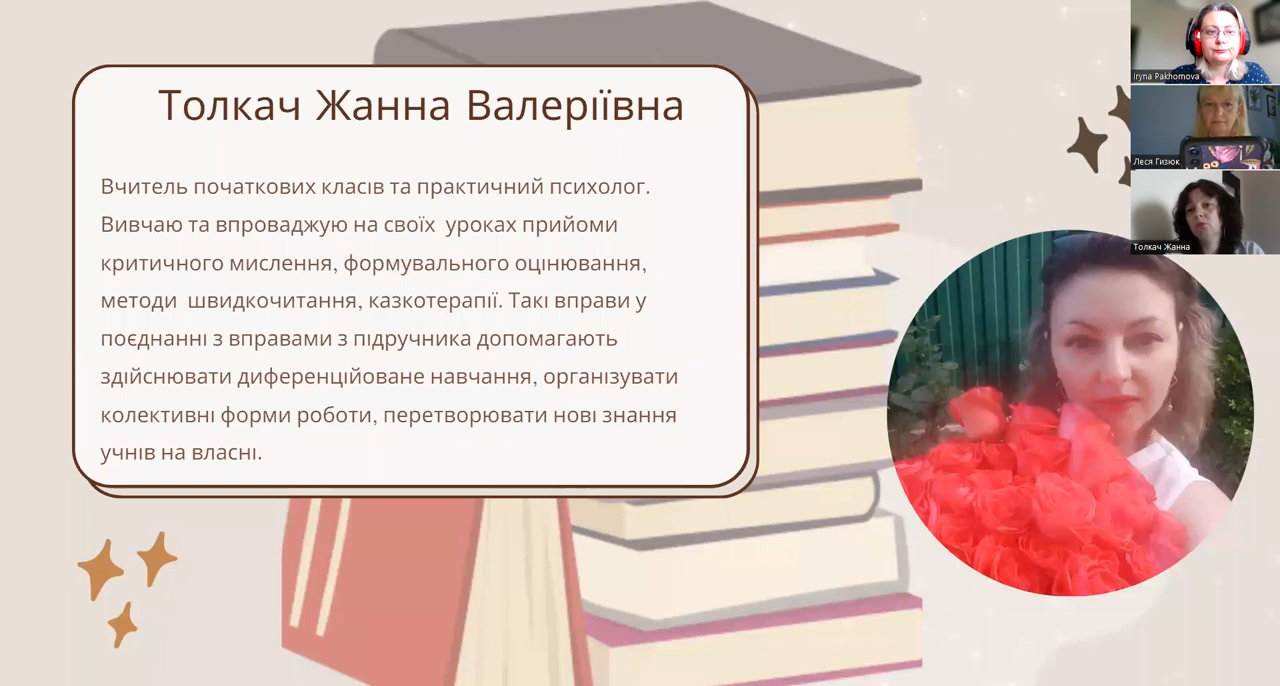 Толкач Жанна Валеріївна
Вчитель початкових класів та практичний психолог.
Вивчаю та впроваджую на своїх уроках прийоми
критичного мислення, формувального оцінювання,
методи швидкочитання, казкотерапії. Такі вправи у
поєднанні з вправами з підручника допомагають
здійснювати диференційоване навчання, організувати
колективні форми роботи, перетворювати нові знання
учнів на власні.
Iryna Pakhomova
Леся Гизюк
Толкач Жанна